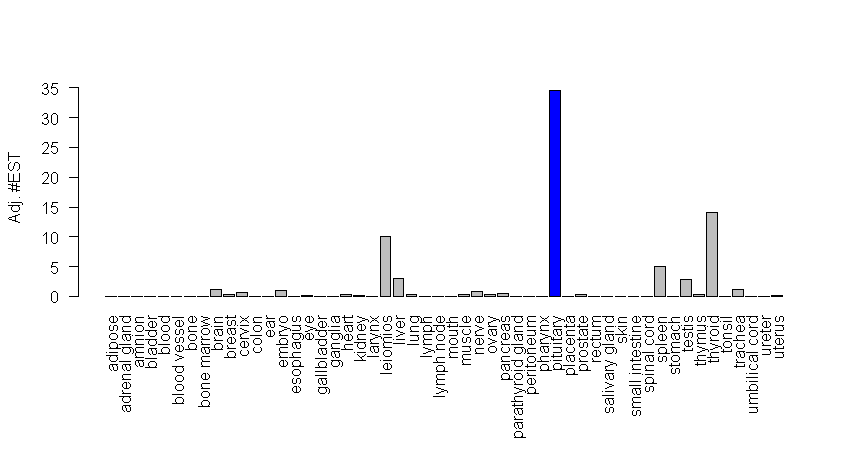 Adj. #EST
35
30
25
20
15
10
5
0
adipose
adrenal gland
amnion
bladder
blood
blood vessel
bone
bone marrow
brain
breast
cervix
colon
ear
embryo
esophagus
eye
gallbladder
ganglia
heart
kidney
larynx
leiomios
liver
lung
lymph
lymph node
mouth
muscle
nerve
ovary
pancreas
parathyroid gland
peritoneum
pharynx
pituitary
placenta
prostate
rectum
salivary gland
skin
small intestine
spinal cord
spleen
stomach
testis
thymus
thyroid
tonsil
trachea
umbilical cord
ureter
uterus